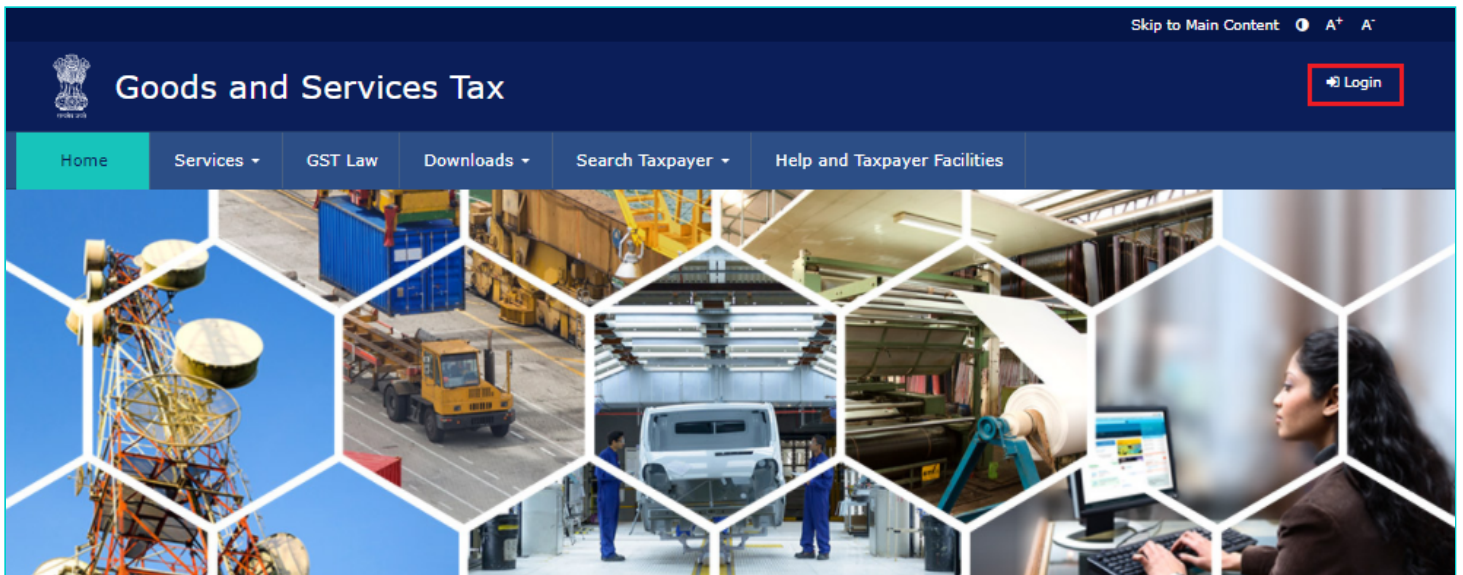 Skip to Main Content A+ A-
Goods and Services Tax
Login
Home Services GST Law Downloads Search Taxpayer Help and Taxpayer Facilities